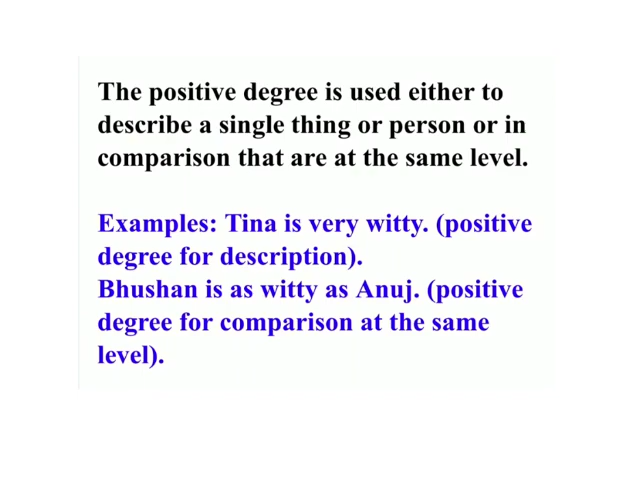 The positive degree is used either to
describe a single thing or person or in
comparison that are at the same level.
Examples: Tina is very witty. (positive
degree for description).
Bhushan is as witty as Anuj. (positive
degree for comparison at the same
level).